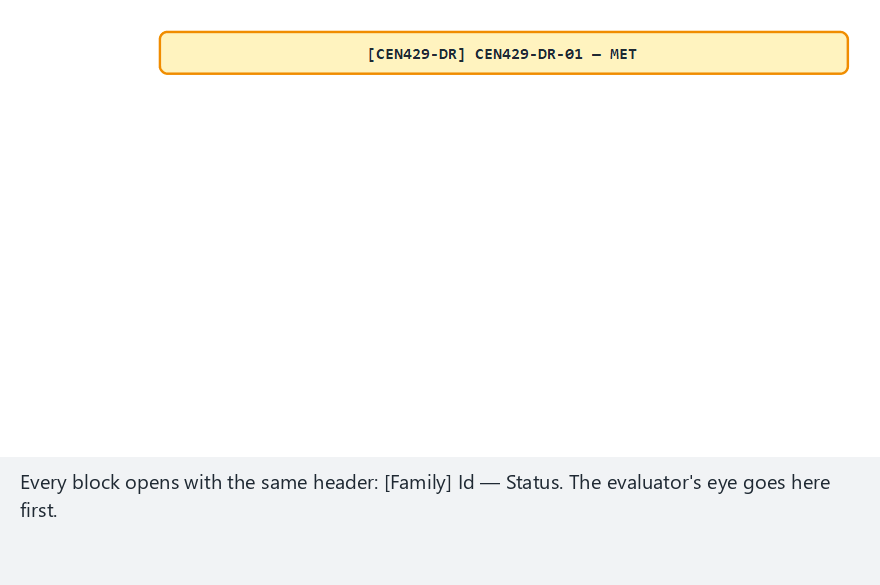 [CEN429-DR] CEN429-DR-01 — MET
Every block opens with the same header: [Family] Id — Status. The evaluator's eye goes here
first.